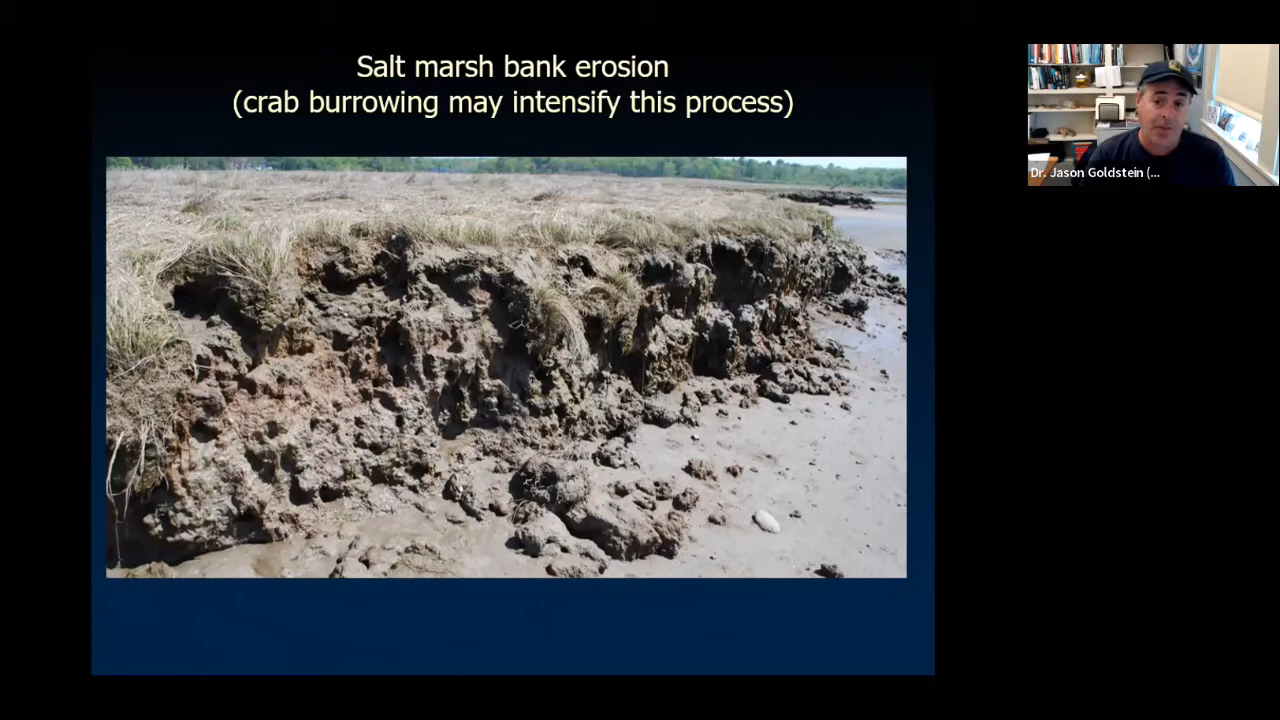 Salt marsh bank erosion
(crab burrowing may intensify this process)
Dr. Jason Goldstein (...